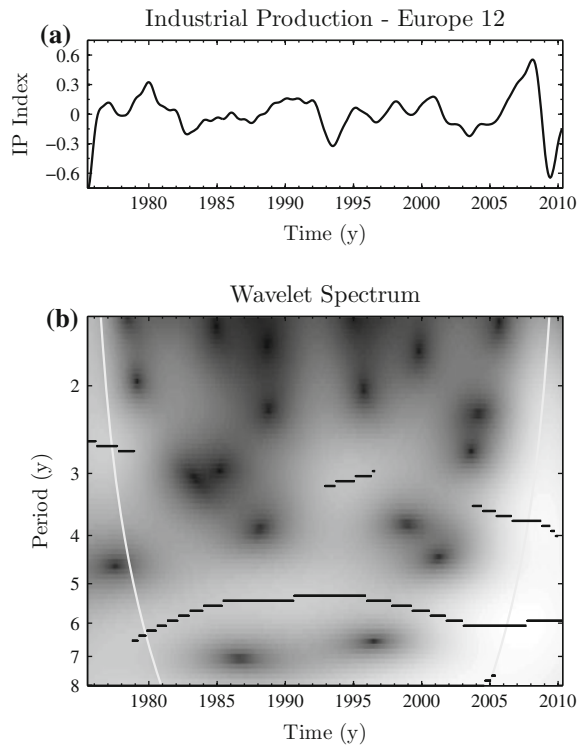 Industrial Production - Europe 12
(a)
0.6
0.3
0
−0.3
−0.6
IP Index
1980 1985 1990 1995 2000 2005 2010
Time (y)
Wavelet Spectrum
(b)
2
3
4
5
6
7
8
Period (y)
1980 1985 1990 1995 2000 2005 2010
Time (y)